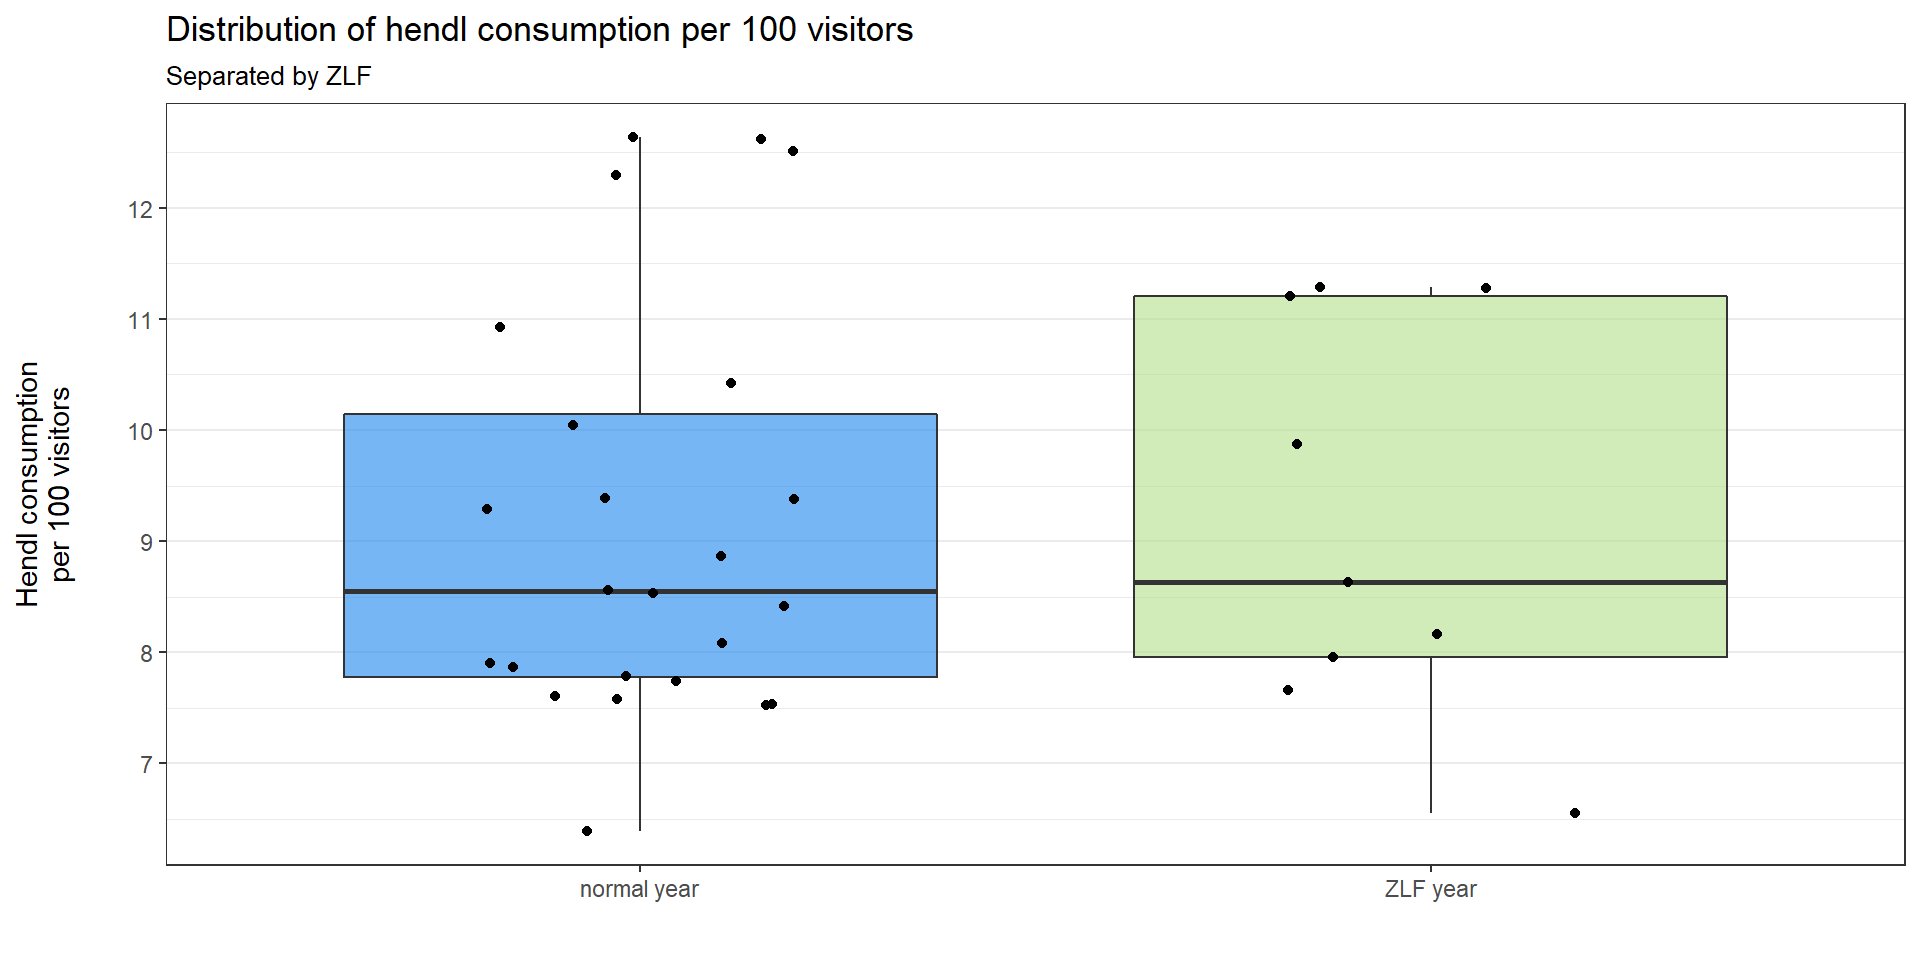 Distribution of hendl consumption per 100 visitors
Separated by ZLF
Hendl consumption
per 100 visitors
12
11
10
9
8
7
normal year
ZLF year